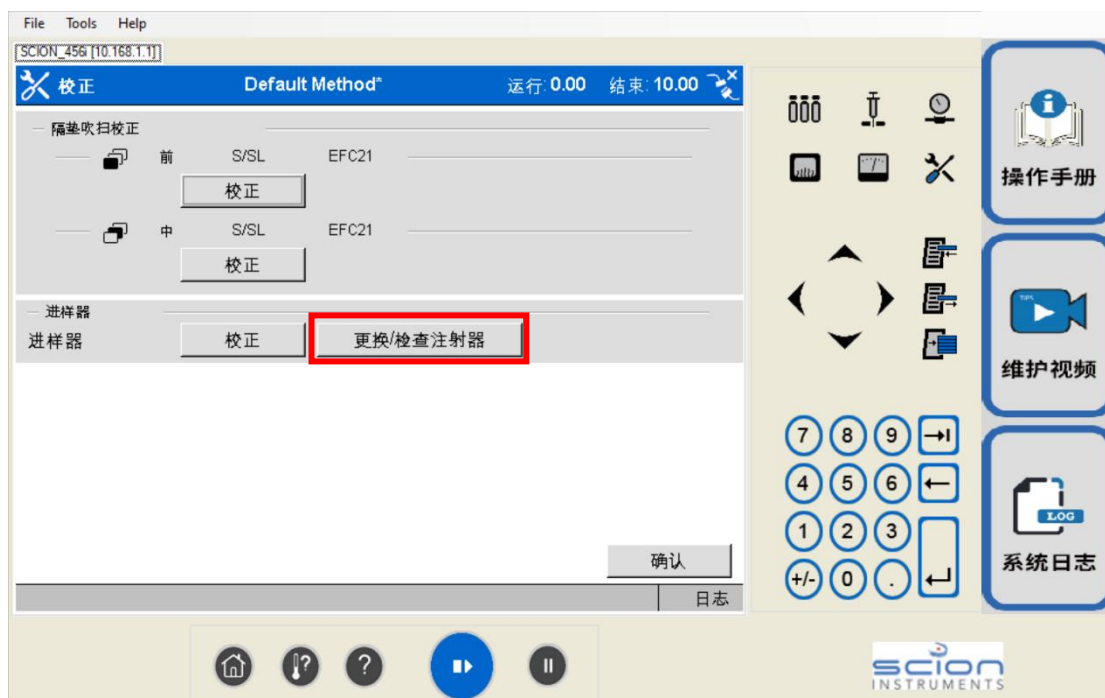 File Tools Help
SCION_456i [10.168.1.1]
校正 Default Method* 运行: 0.00 结束: 10.00
隔垫吹扫校正
前 S/SL EFC21
校正
中 S/SL EFC21
校正
进样器
进样器 校正 更换/检查注射器
确认
日志
7 8 9
4 5 6
1 2 3
+/- 0 .
操作手册
TIPS
维护视频
LOG
系统日志
scion
INSTRUMENTS